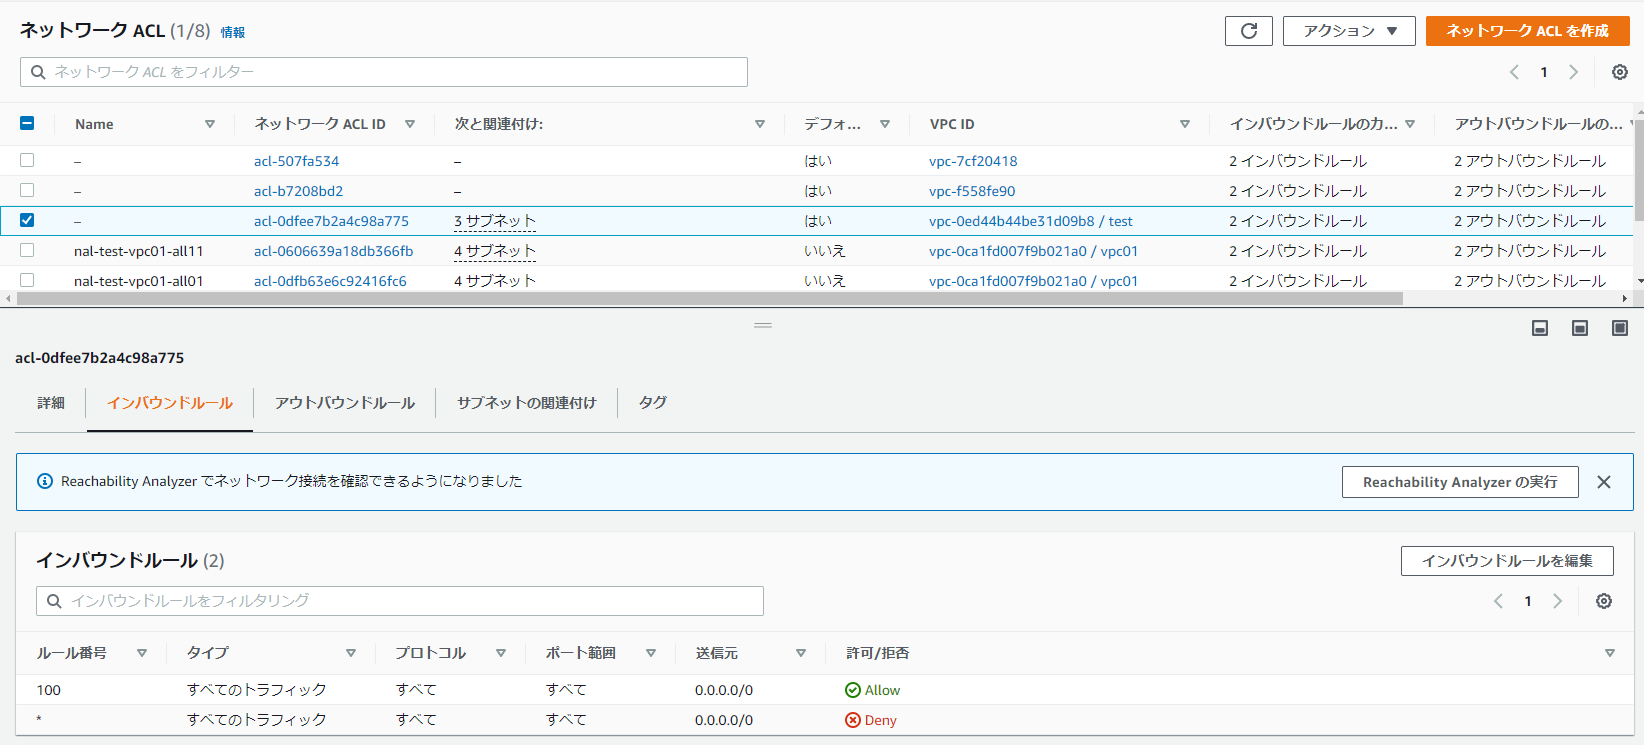 ネットワーク ACL (1/8) 情報
アクション ▼
ネットワーク ACL を作成
ネットワーク ACL をフィルター
1
Name ネットワーク ACL ID 次と関連付け: デフォ... VPC ID インバウンドルールのカ... アウトバウンドルールの...
– acl-507fa534 – はい vpc-7cf20418 2 インバウンドルール 2 アウトバウンドルール
– acl-b7208bd2 – はい vpc-f558fe90 2 インバウンドルール 2 アウトバウンドルール
– acl-0dfee7b2a4c98a775 3 サブネット はい vpc-0ed44b44be31d09b8 / test 2 インバウンドルール 2 アウトバウンドルール
nal-test-vpc01-all11 acl-0606639a18db366fb 4 サブネット いいえ vpc-0ca1fd007f9b021a0 / vpc01 2 インバウンドルール 2 アウトバウンドルール
nal-test-vpc01-all01 acl-0dfb63e6c92416fc6 4 サブネット いいえ vpc-0ca1fd007f9b021a0 / vpc01 2 インバウンドルール 2 アウトバウンドルール
acl-0dfee7b2a4c98a775
詳細 インバウンドルール アウトバウンドルール サブネットの関連付け タグ
Reachability Analyzer でネットワーク接続を確認できるようになりました
Reachability Analyzer の実行
インバウンドルール (2)
インバウンドルールを編集
インバウンドルールをフィルタリング
1
ルール番号 タイプ プロトコル ポート範囲 送信元 許可/拒否
100 すべてのトラフィック すべて すべて 0.0.0.0/0 Allow
* すべてのトラフィック すべて すべて 0.0.0.0/0 Deny